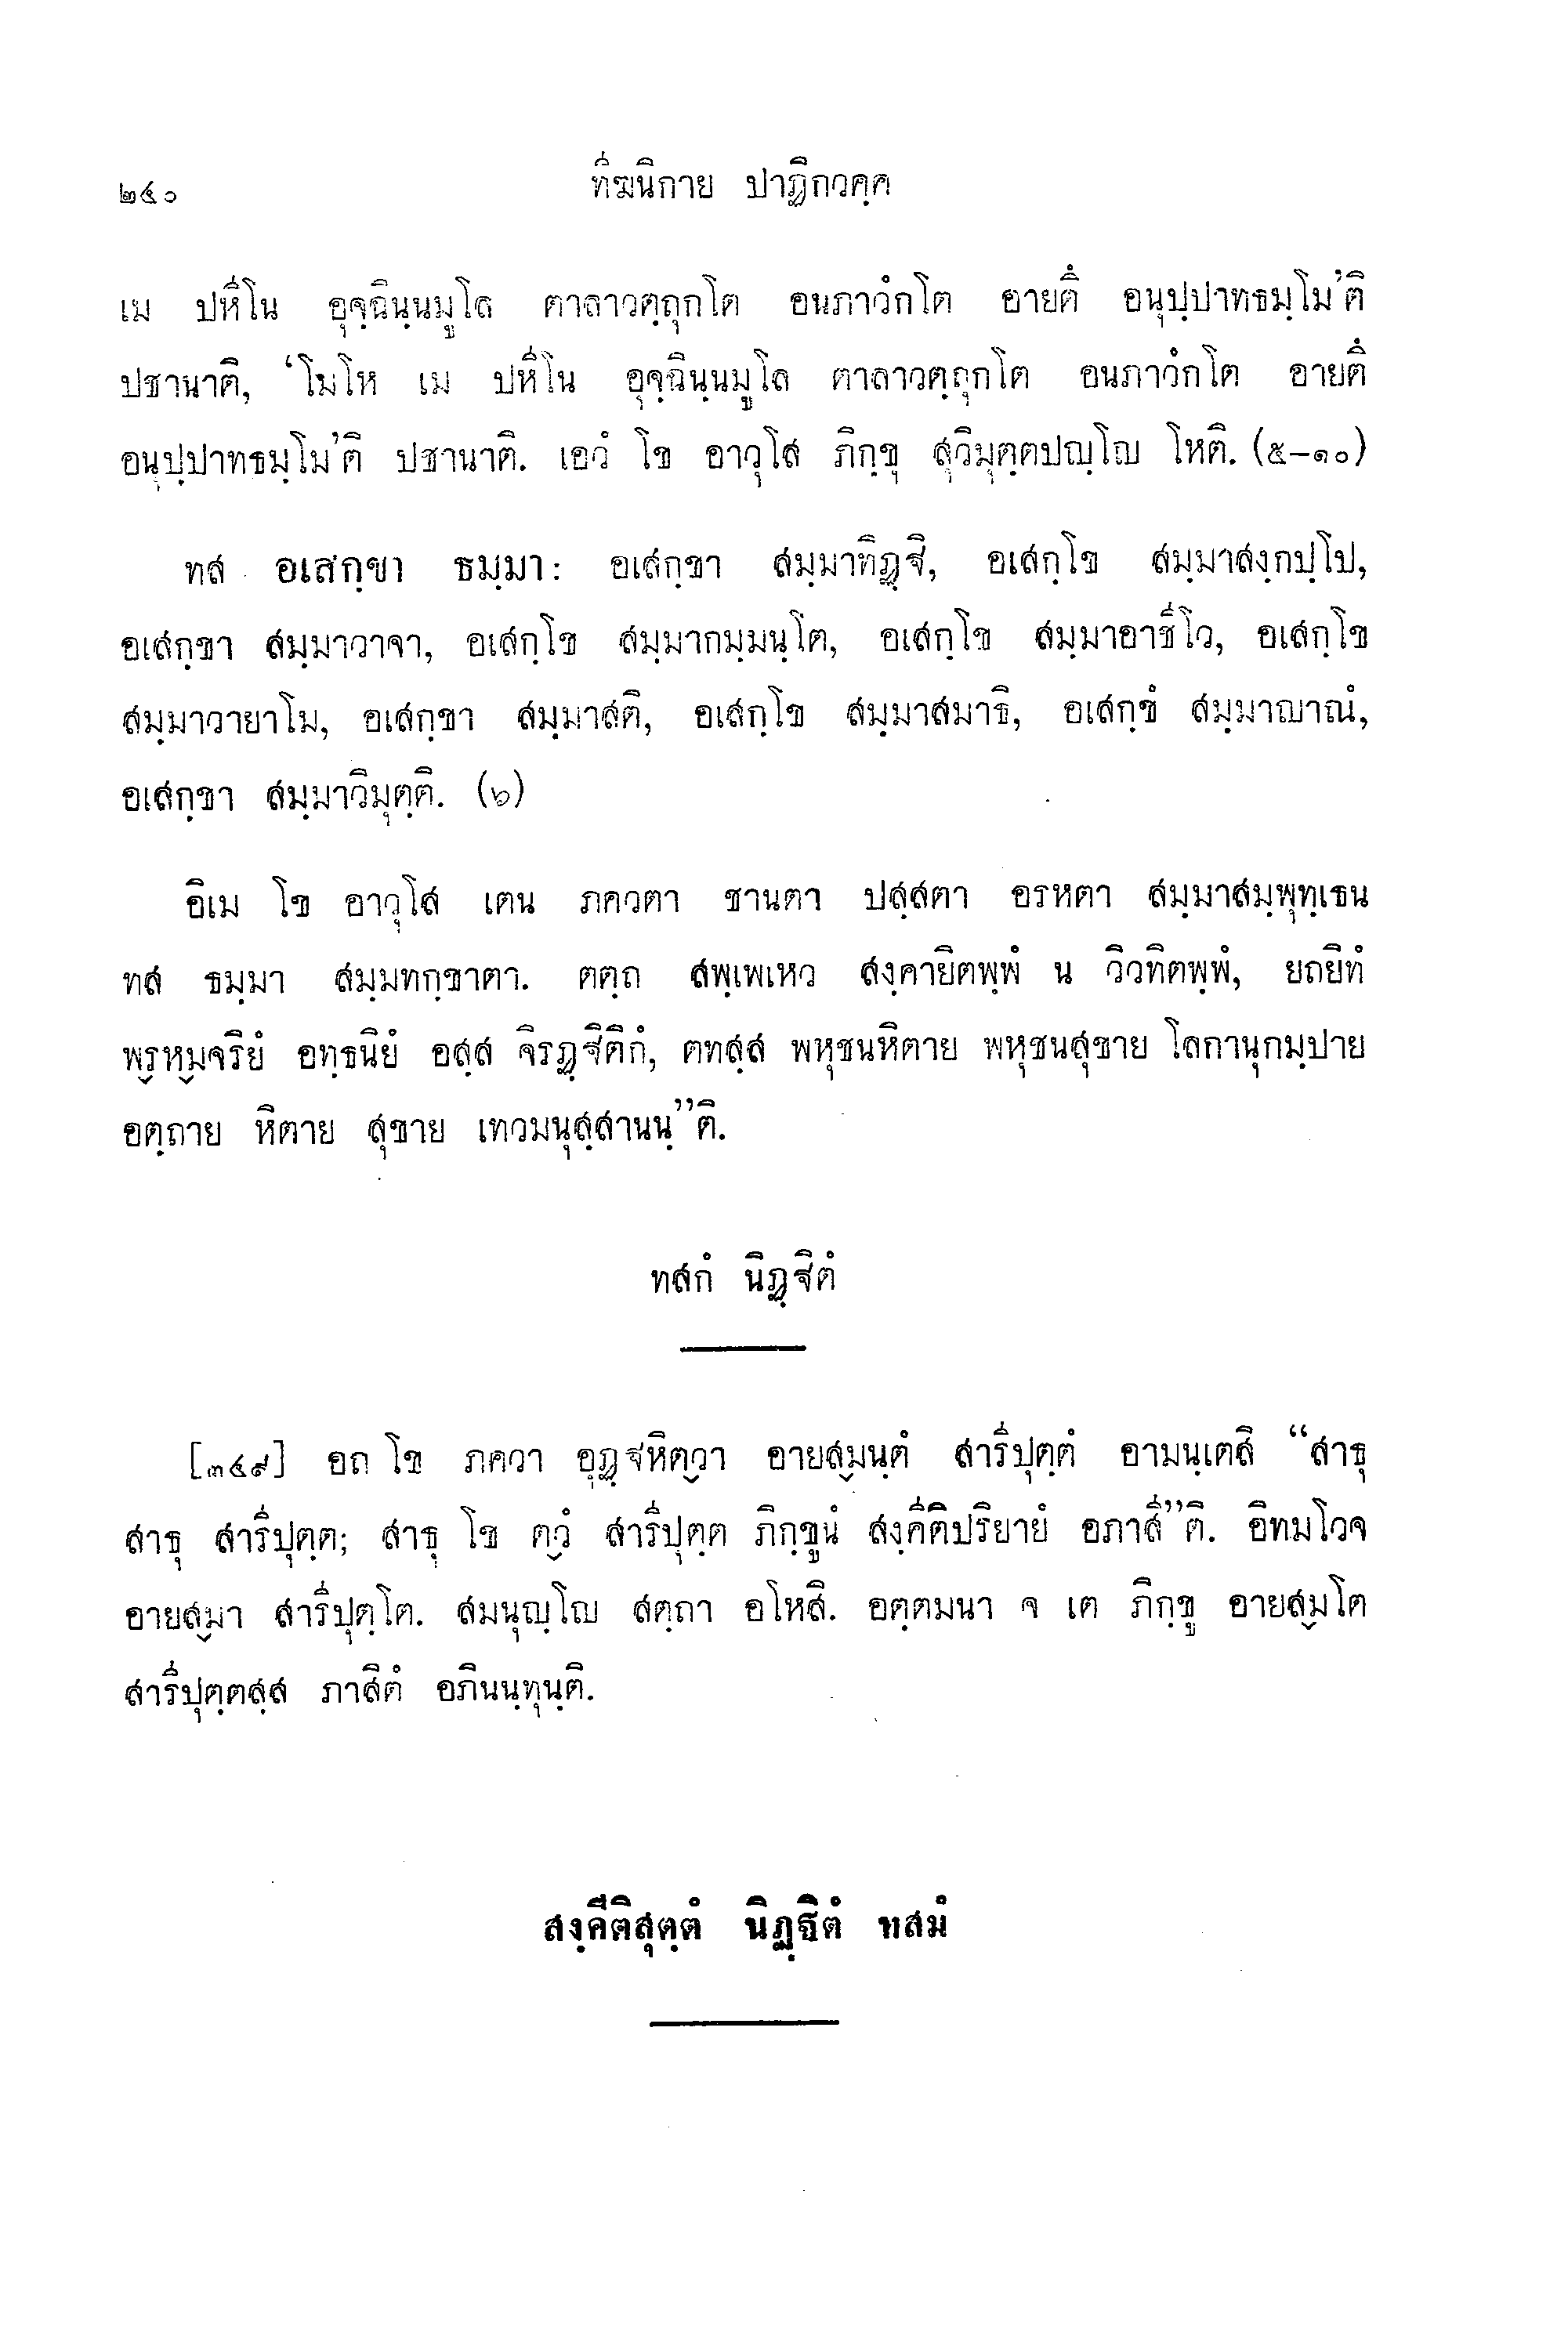 ๒๔๐ ทีฆนิกาย ปาฏิกวคฺค
เม ปหีโน อุจฺฉินฺนมูโล ตาลาวตฺถุกโต อนภาวํกโต อายตึ อนุปฺปาทธมฺโม'ติ
ปชานาติ, 'โมโห เม ปหีโน อุจฺฉินฺนมูโล ตาลาวตฺถุกโต อนภาวํกโต อายตึ
อนุปฺปาทธมฺโม'ติ ปชานาติ. เอวํ โข อาวุโส ภิกฺขุ สุวิมุตฺตปญฺโญ โหติ. (๕-๑๐)
ทส อเสกฺขา ธมฺมา: อเสกฺขา สมฺมาทิฏฺฐิ, อเสกฺโข สมฺมาสงฺกปฺโป,
อเสกฺขา สมฺมาวาจา, อเสกฺโข สมฺมากมฺมนฺโต, อเสกฺโข สมฺมาอาชีโว, อเสกฺโข
สมฺมาวายาโม, อเสกฺขา สมฺมาสติ, อเสกฺโข สมฺมาสมาธิ, อเสกฺขํ สมฺมาญาณํ,
อเสกฺขา สมฺมาวิมุตฺติ. (๖)
อิเม โข อาวุโส เตน ภควตา ชานตา ปสฺสตา อรหตา สมฺมาสมฺพุทฺเธน
ทส ธมฺมา สมฺมทกฺขาตา. ตตฺถ สพฺเพเหว สงฺคายิตพฺพํ น วิวทิตพฺพํ, ยถยิทํ
พฺรหฺมจริยํ อทฺธนิยํ อสฺส จิรฏฺฐิติกํ, ตทสฺส พหุชนหิตาย พหุชนสุขาย โลกานุกมฺปาย
อตฺถาย หิตาย สุขาย เทวมนุสฺสานนฺ”ติ.
ทสกํ นิฏฺฐิตํ
[๓๔๙] อถ โข ภควา อุฏฺฐหิตฺวา อายสฺมนฺตํ สารีปุตฺตํ อามนฺเตสิ “สาธุ
สาธุ สารีปุตฺต; สาธุ โข ตฺวํ สารีปุตฺต ภิกฺขูนํ สงฺคีติปริยายํ อภาสี”ติ. อิทมโวจ
อายสฺมา สารีปุตฺโต. สมนุญฺโญ สตฺถา อโหสิ. อตฺตมนา จ เต ภิกฺขู อายสฺมโต
สารีปุตฺตสฺส ภาสิตํ อภินนฺทุนฺติ.
สงฺคีติสุตฺตํ นิฏฺฐิตํ ทสมํ